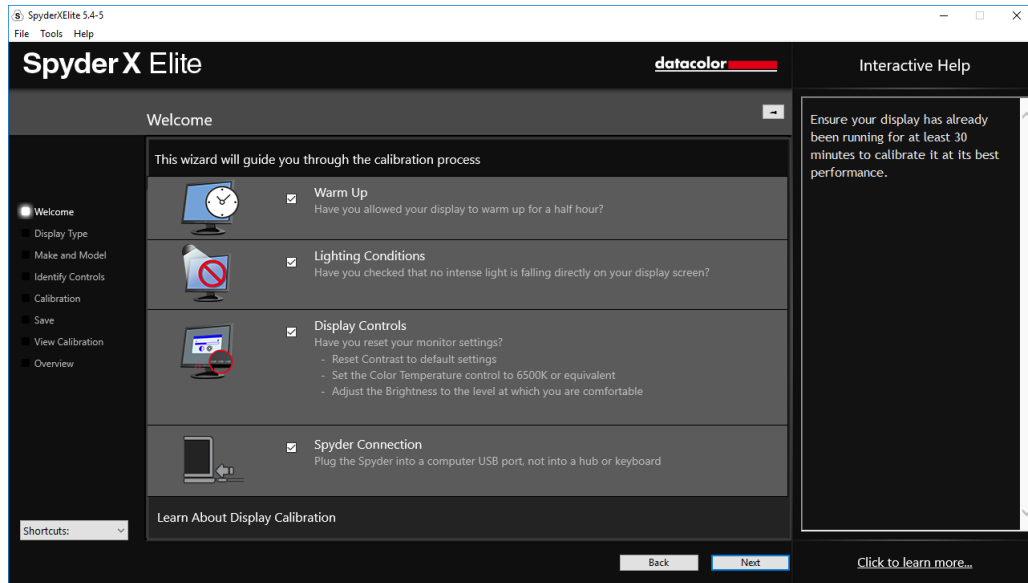 SpyderXElite 5.4-5
File Tools Help
SpyderX Elite
datacolor
Interactive Help
Welcome
This wizard will guide you through the calibration process
Welcome
Display Type
Make and Model
Identify Controls
Calibration
Save
View Calibration
Overview
Warm Up
Have you allowed your display to warm up for a half hour?
Lighting Conditions
Have you checked that no intense light is falling directly on your display screen?
Display Controls
Have you reset your monitor settings?
- Reset Contrast to default settings
- Set the Color Temperature control to 6500K or equivalent
- Adjust the Brightness to the level at which you are comfortable
Spyder Connection
Plug the Spyder into a computer USB port, not into a hub or keyboard
Learn About Display Calibration
Shortcuts:
Back Next
Ensure your display has already
been running for at least 30
minutes to calibrate it at its best
performance.
Click to learn more...